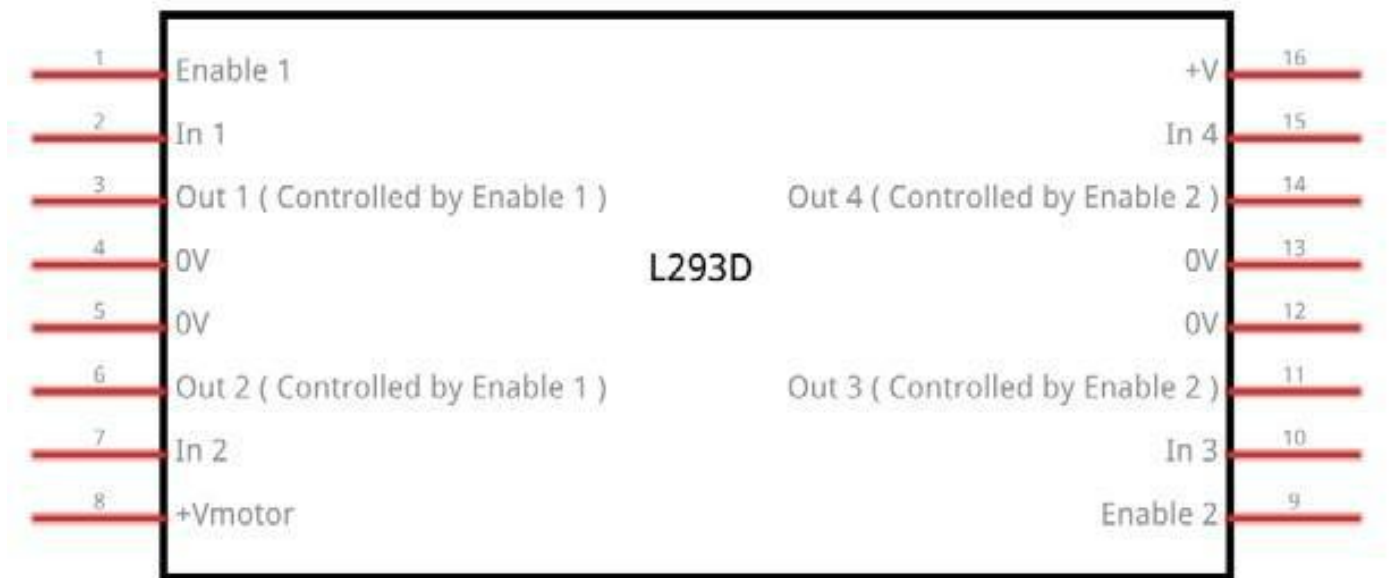 1 Enable 1 +V 16
2 In 1 In 4 15
3 Out 1 ( Controlled by Enable 1 ) Out 4 ( Controlled by Enable 2 ) 14
4 0V 0V 13
L293D
5 0V 0V 12
6 Out 2 ( Controlled by Enable 1 ) Out 3 ( Controlled by Enable 2 ) 11
7 In 2 In 3 10
8 +Vmotor Enable 2 9